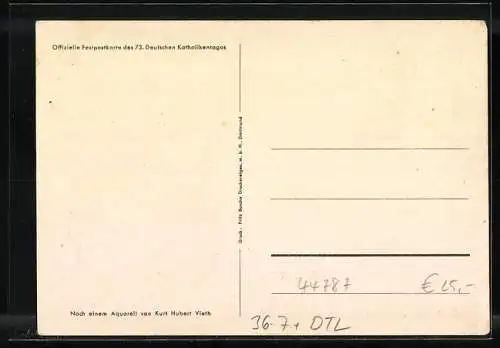 Offizielle Festpostkarte des 73. Deutschen Katholikentages
Druck: Fritz Busche Druckereiges. m. b. H., Dortmund
44787
€ 15,-
Nach einem Aquarell von Kurt Hubert Vieth
36-7, DTL